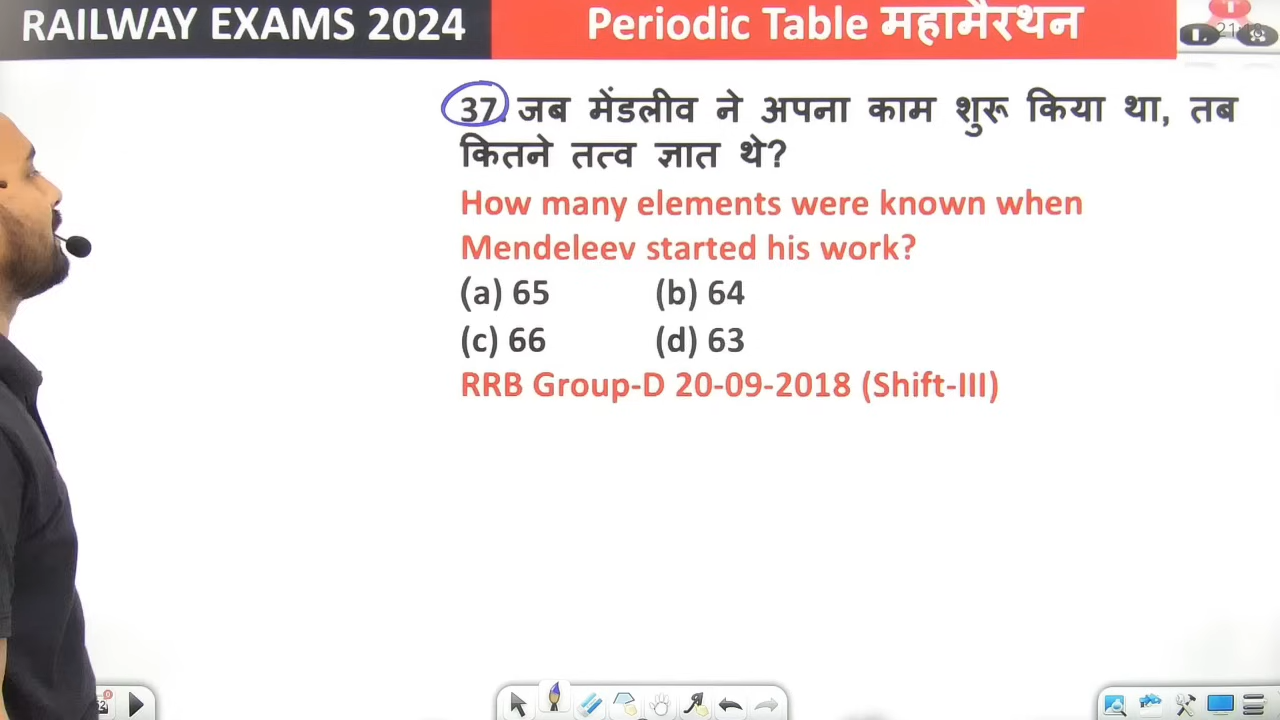 RAILWAY EXAMS 2024
Periodic Table महामैरथन
37. जब मेंडलीव ने अपना काम शुरू किया था, तब
कितने तत्व ज्ञात थे?
How many elements were known when
Mendeleev started his work?
(a) 65 (b) 64
(c) 66 (d) 63
RRB Group-D 20-09-2018 (Shift-III)